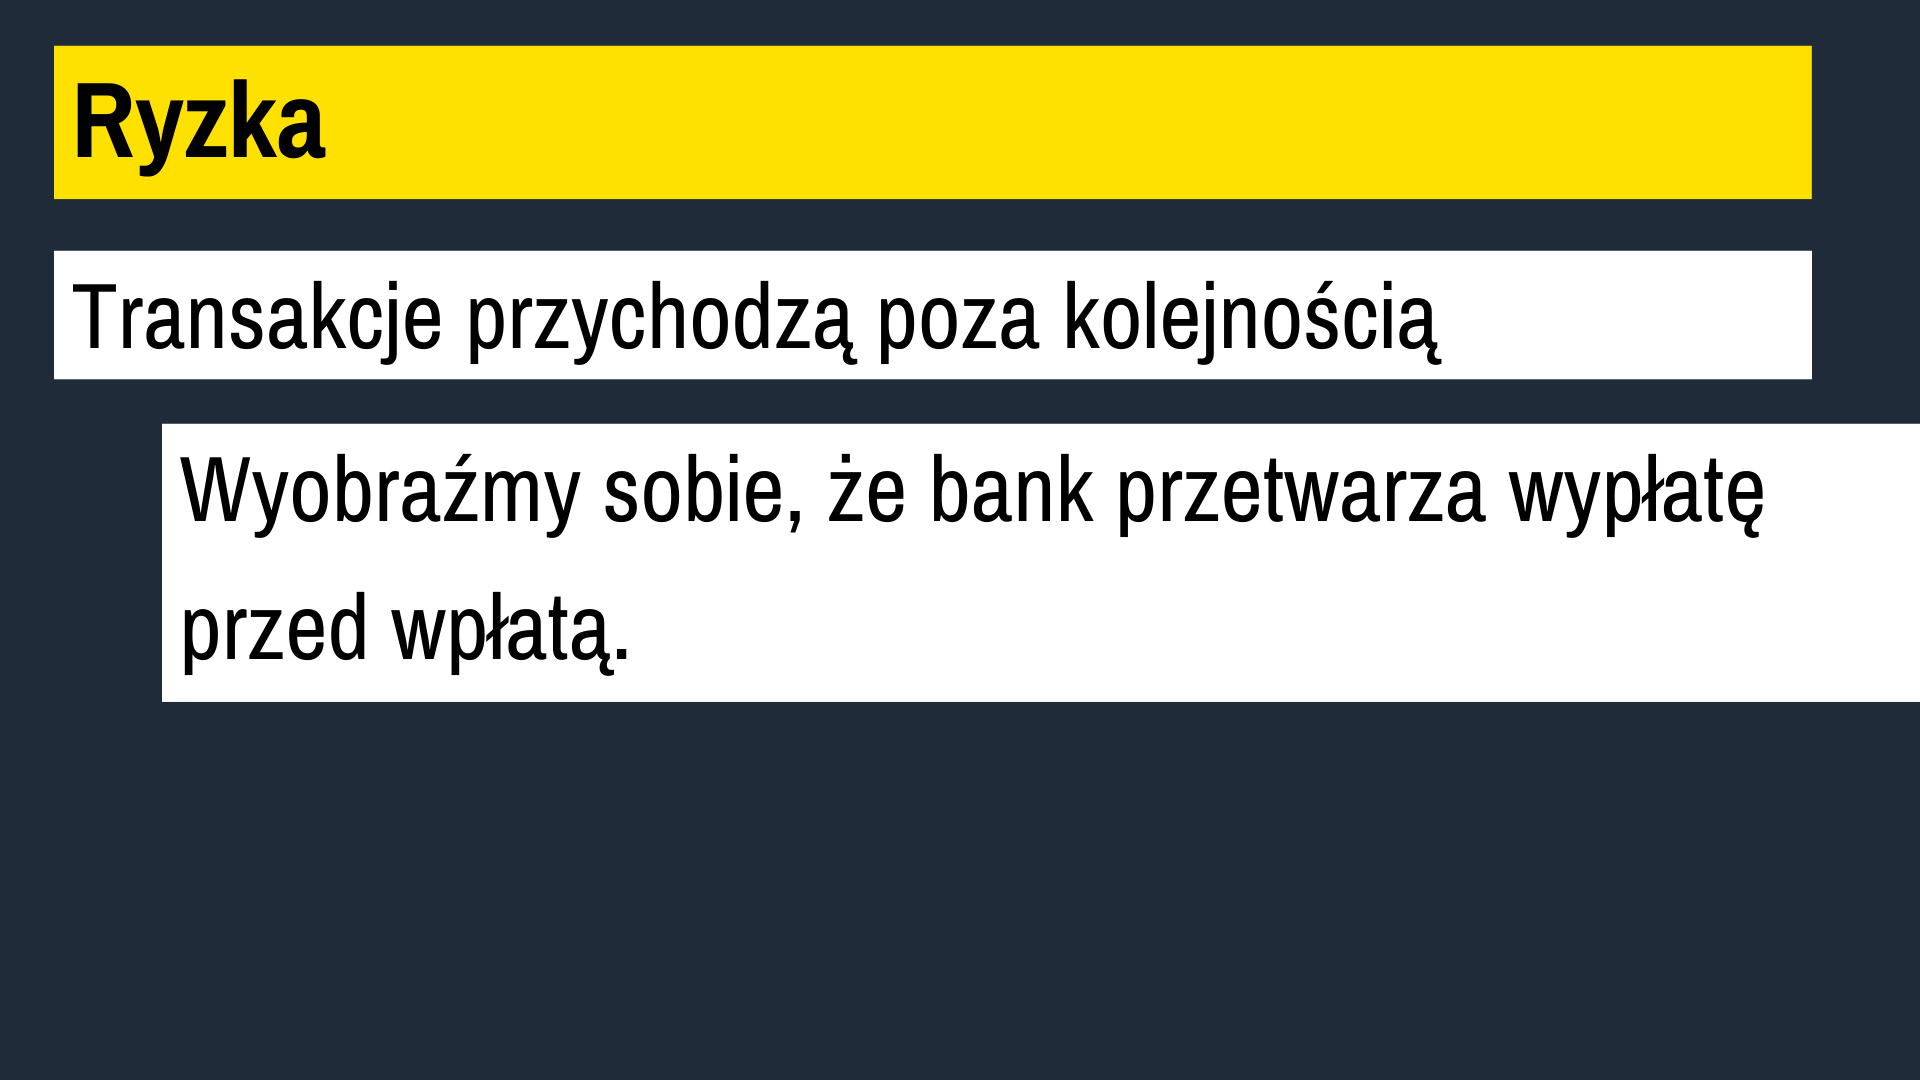 Ryzka
Transakcje przychodzą poza kolejnością
Wyobraźmy sobie, że bank przetwarza wypłatę
przed wpłatą.